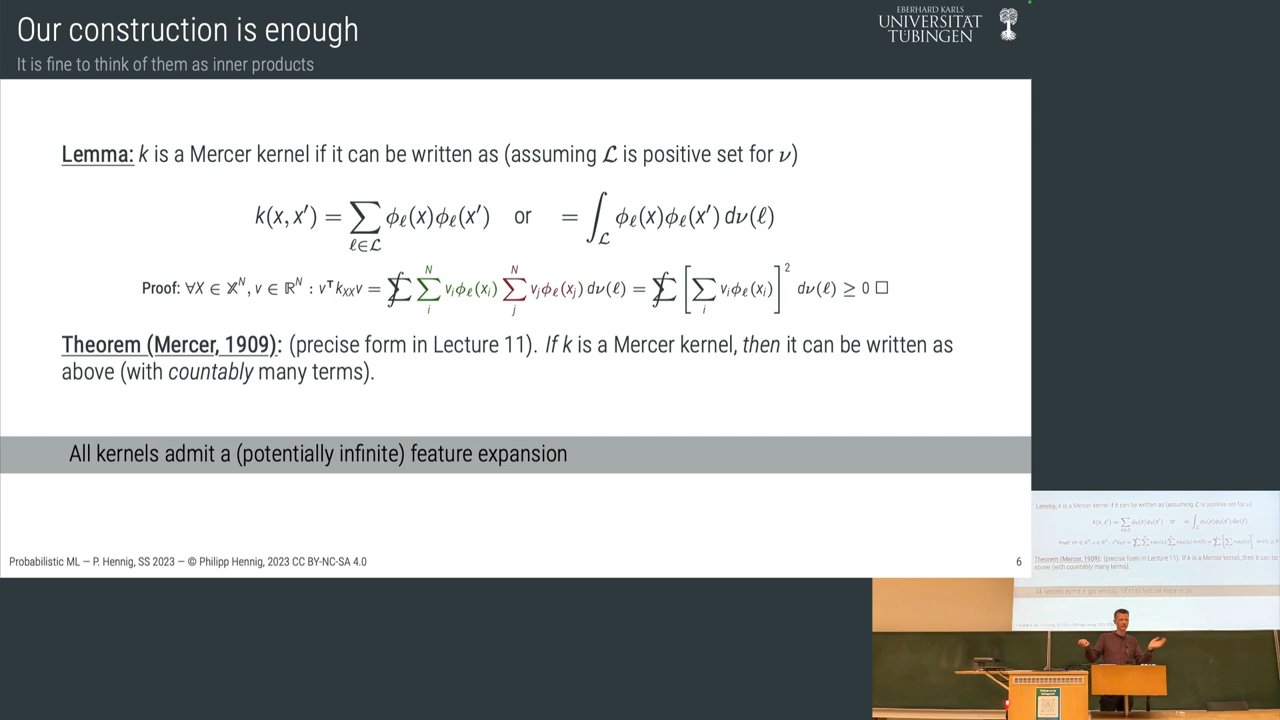 Our construction is enough
It is fine to think of them as inner products
EBERHARD KARLS
UNIVERSITÄT
TÜBINGEN
Lemma: k is a Mercer kernel if it can be written as (assuming ℒ is positive set for ν)
k(x, x′) = ∑_{ℓ∈ℒ} ϕ_ℓ(x)ϕ_ℓ(x′) or = ∫_ℒ ϕ_ℓ(x)ϕ_ℓ(x′) dν(ℓ)
Proof: ∀X ∈ 𝕏^N, v ∈ ℝ^N : v^⊤k_{XX}v = ⨋ ∑_i^N v_iϕ_ℓ(x_i) ∑_j^N v_jϕ_ℓ(x_j) dν(ℓ) = ⨋ [∑_i v_iϕ_ℓ(x_i)]^2 dν(ℓ) ≥ 0 □
Theorem (Mercer, 1909): (precise form in Lecture 11). If k is a Mercer kernel, then it can be written as
above (with countably many terms).
All kernels admit a (potentially infinite) feature expansion
Probabilistic ML — P. Hennig, SS 2023 — © Philipp Hennig, 2023 CC BY-NC-SA 4.0
6